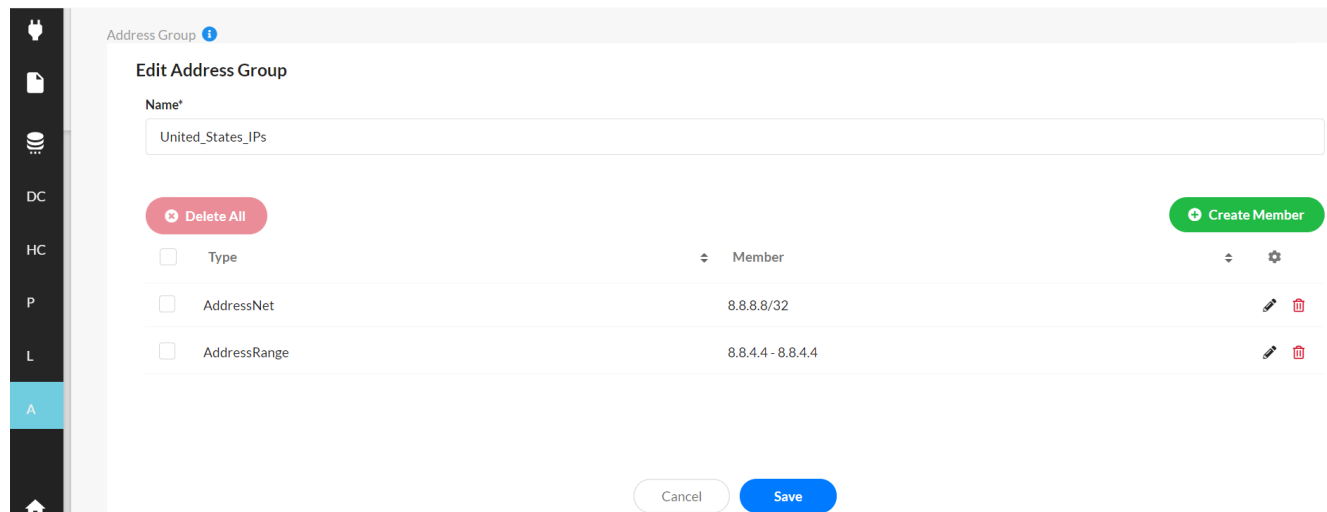 Address Group
Edit Address Group
Name*
United_States_IPs
Delete All
Create Member
Type Member
AddressNet 8.8.8.8/32
AddressRange 8.8.4.4 - 8.8.4.4
DC
HC
P
L
A
Cancel Save